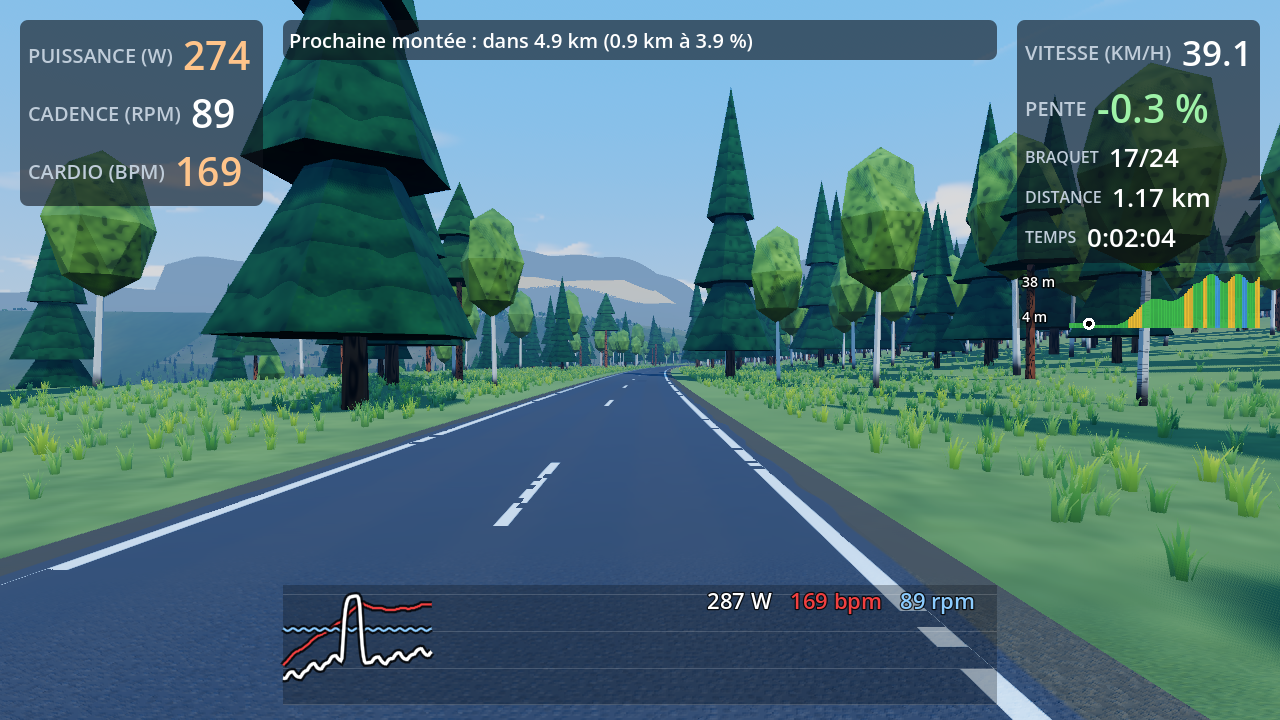 PUISSANCE (W) 274
CADENCE (RPM) 89
CARDIO (BPM) 169
Prochaine montée : dans 4.9 km (0.9 km à 3.9 %)
VITESSE (KM/H) 39.1
PENTE -0.3 %
BRAQUET 17/24
DISTANCE 1.17 km
TEMPS 0:02:04
38 m
4 m
287 W 169 bpm 89 rpm